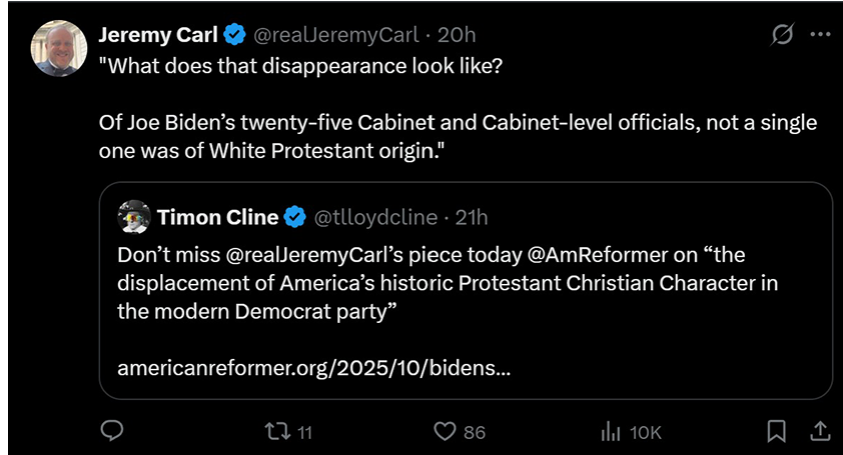 Jeremy Carl @realJeremyCarl · 20h
"What does that disappearance look like?
Of Joe Biden’s twenty-five Cabinet and Cabinet-level officials, not a single
one was of White Protestant origin."
Timon Cline @tlloydcline · 21h
Don’t miss @realJeremyCarl’s piece today @AmReformer on “the
displacement of America’s historic Protestant Christian Character in
the modern Democrat party”
americanreformer.org/2025/10/bidens...
11 86 10K